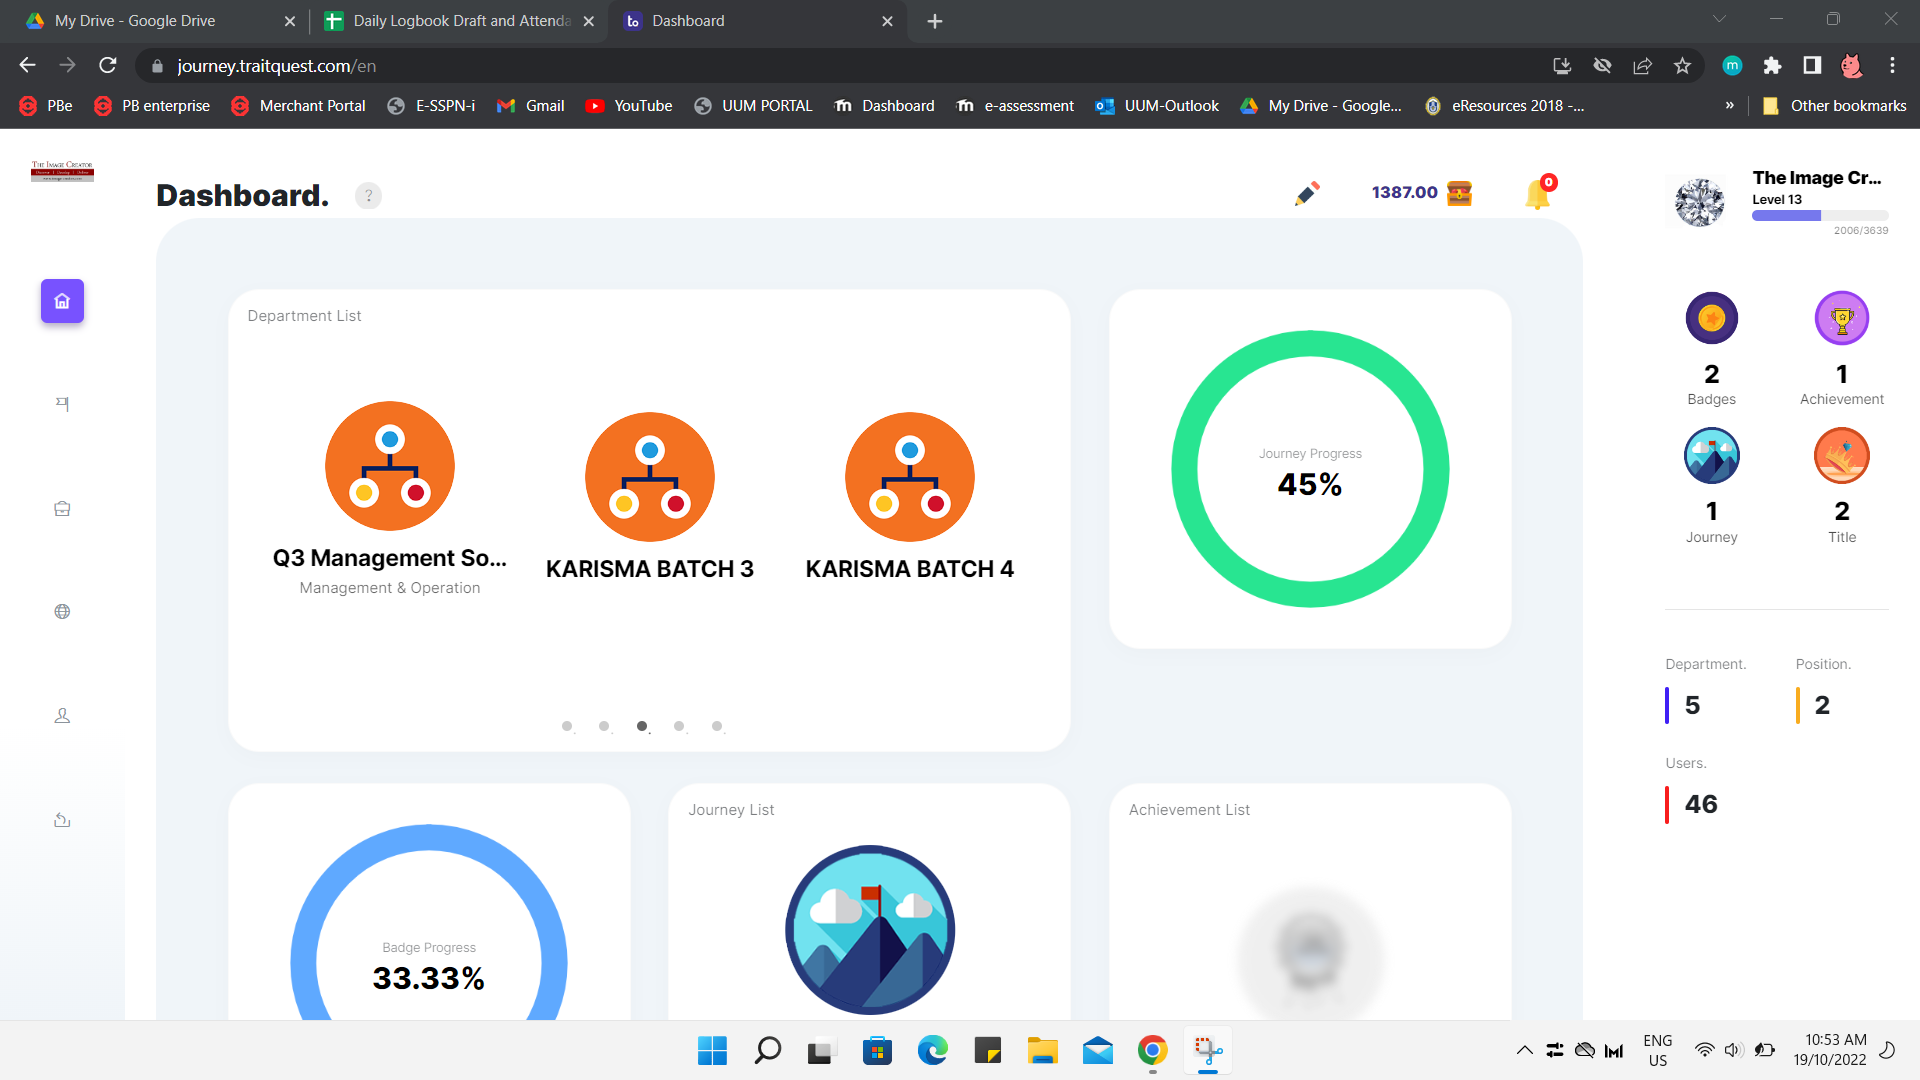 My Drive - Google Drive
Daily Logbook Draft and Attenda
to
Dashboard
journey.traitquest.com/en
m
PBe
PB enterprise
Merchant Portal
E-SSPN-i
Gmail
YouTube
UUM PORTAL
Dashboard
e-assessment
UUM-Outlook
My Drive - Google...
eResources 2018 -...
»
Other bookmarks
THE IMAGE CREATOR
Dashboard.
?
1387.00
0
The Image Cr...
Level 13
2006/3639
Department List
Q3 Management So...
Management & Operation
KARISMA BATCH 3
KARISMA BATCH 4
Journey Progress
45%
2
Badges
1
Achievement
1
Journey
2
Title
Department.
5
Position.
2
Users.
46
Badge Progress
33.33%
Journey List
Achievement List
ENG
US
10:53 AM
19/10/2022